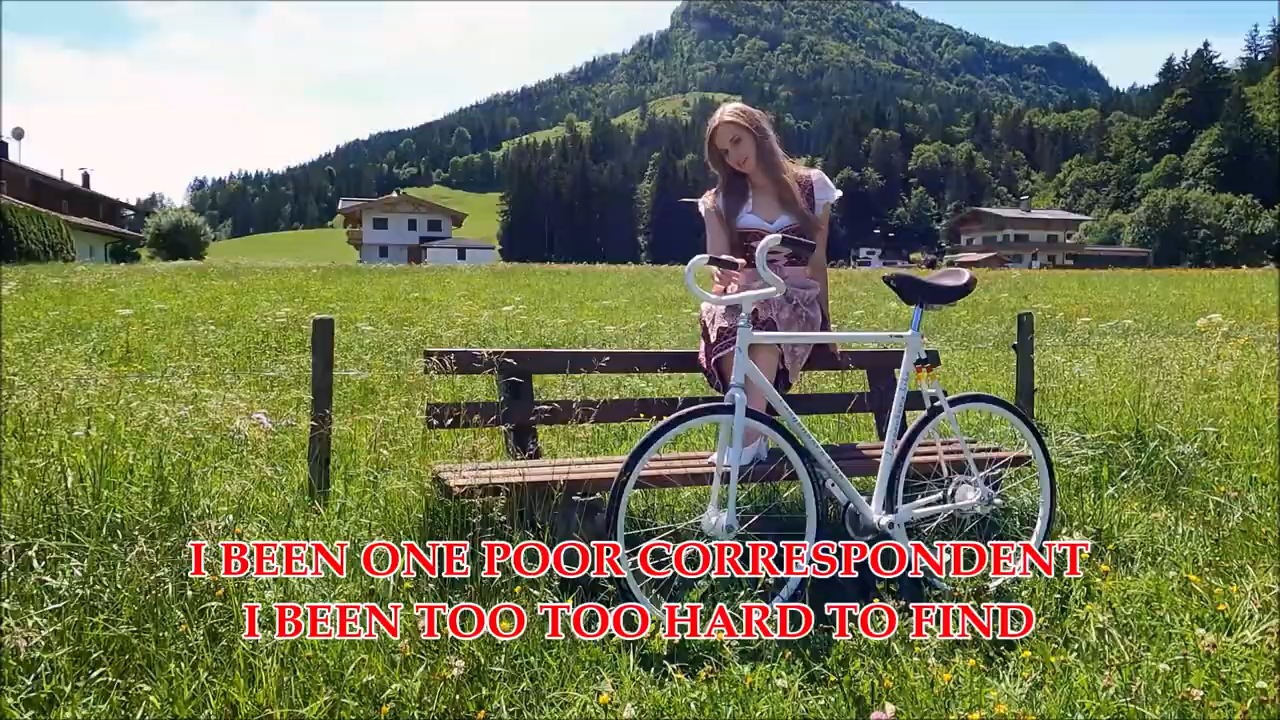 I BEEN ONE POOR CORRESPONDENT
I BEEN TOO TOO HARD TO FIND